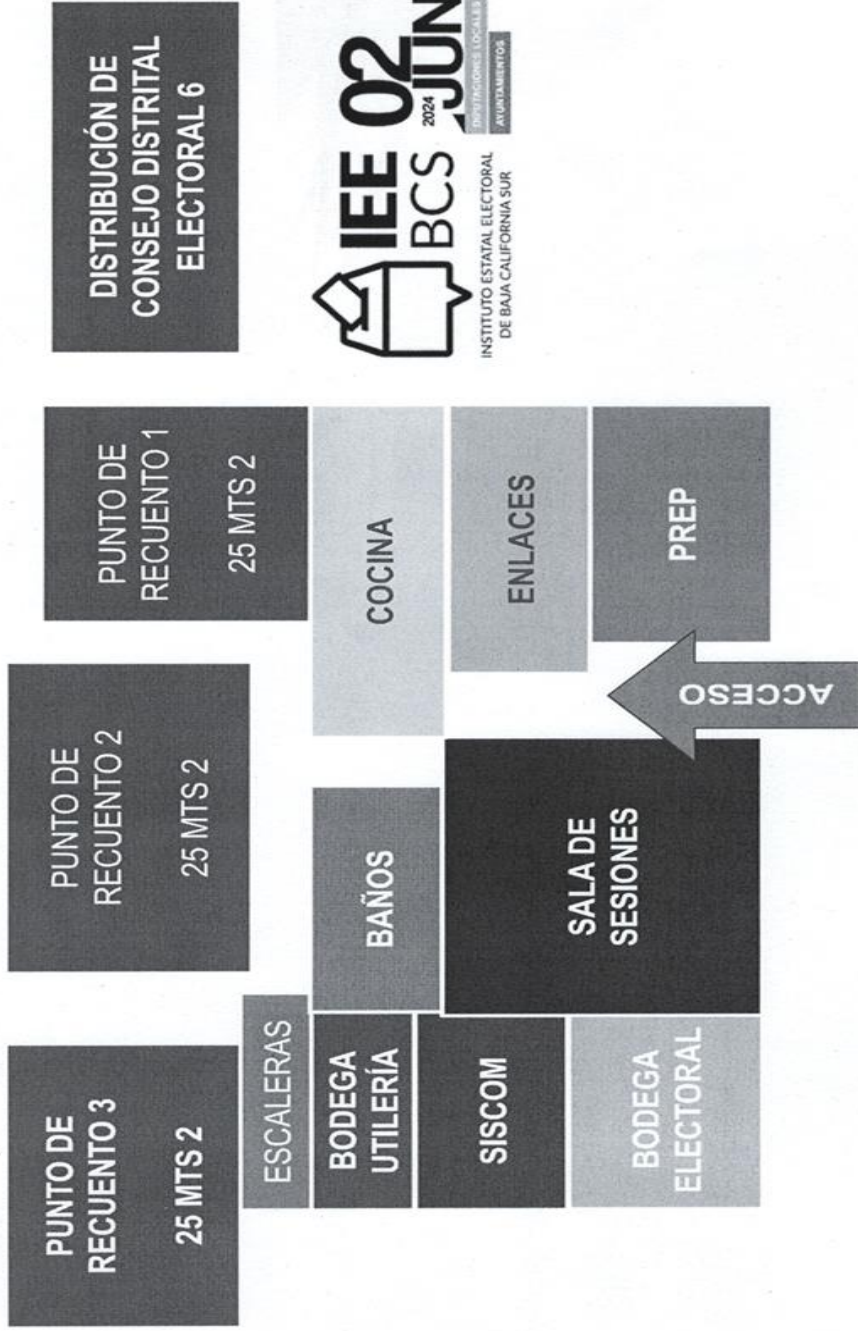 PUNTO DE
RECUENTO 3
25 MTS 2
PUNTO DE
RECUENTO 2
25 MTS 2
PUNTO DE
RECUENTO 1
25 MTS 2
DISTRIBUCIÓN DE
CONSEJO DISTRITAL
ELECTORAL 6
ESCALERAS
BODEGA
UTILERÍA
BAÑOS
COCINA
IEE
BCS
INSTITUTO ESTATAL ELECTORAL
DE BAJA CALIFORNIA SUR
02
2024
JUN
DIPUTACIONES LOCALES
AYUNTAMIENTOS
SISCOM
SALA DE
SESIONES
ENLACES
BODEGA
ELECTORAL
ACCESO
PREP